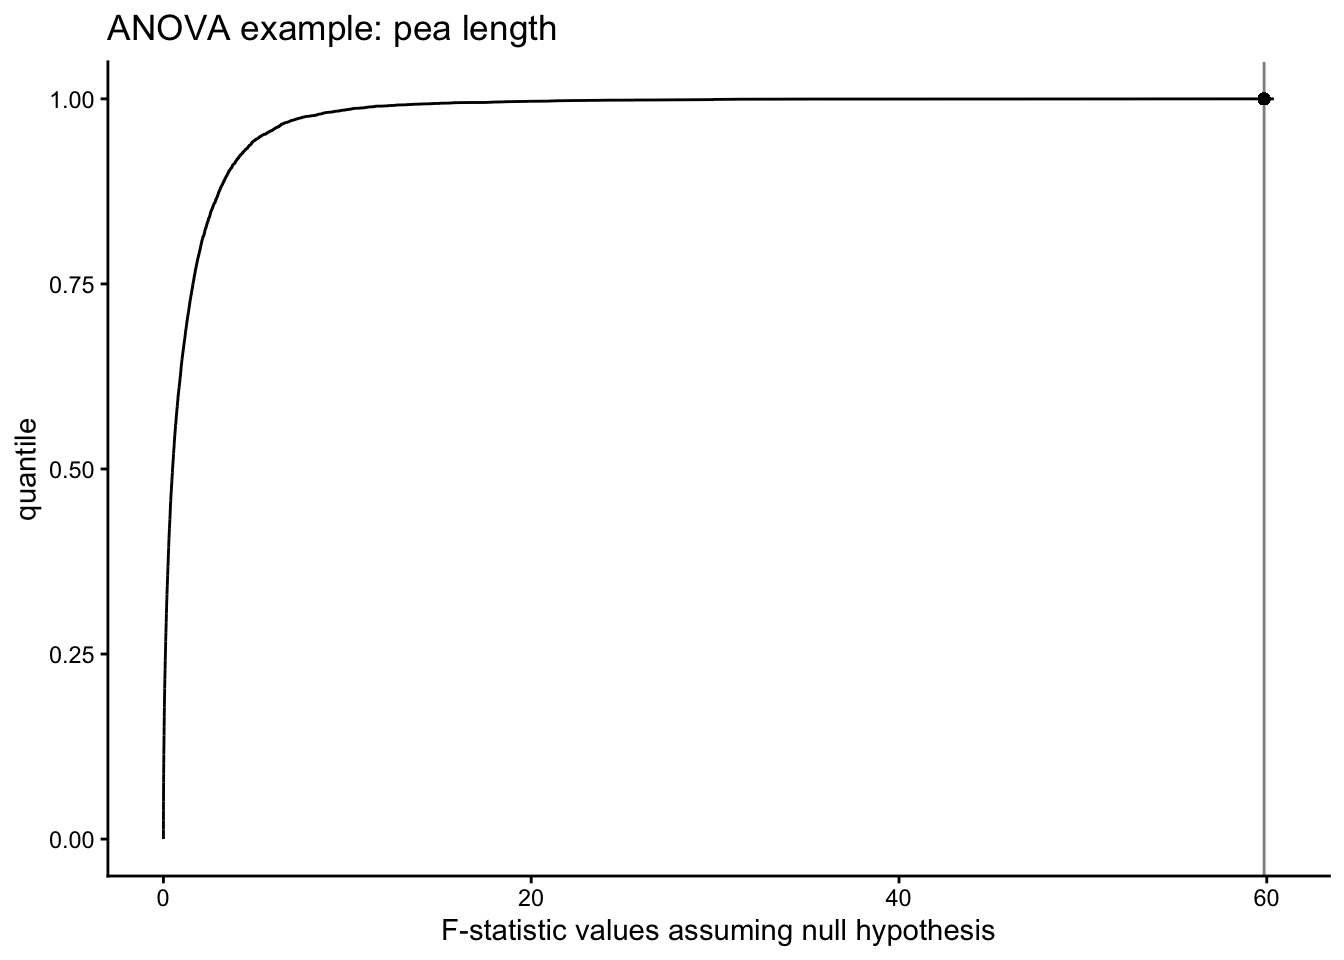 ANOVA example: pea length
1.00
0.75
0.50
0.25
0.00
quantile
0 20 40 60
F-statistic values assuming null hypothesis